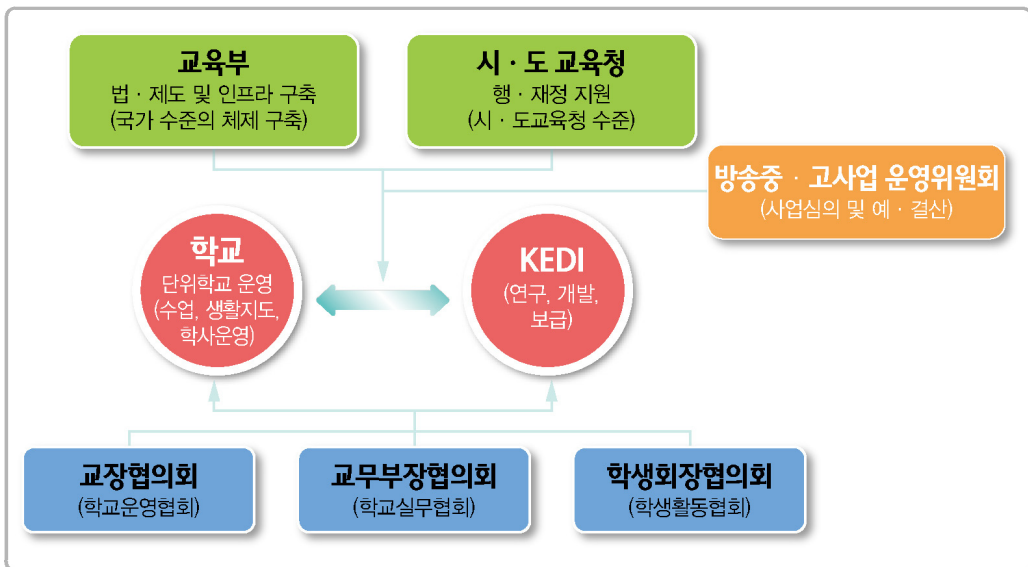 교육부
법 · 제도 및 인프라 구축
(국가 수준의 체제 구축)
시 · 도 교육청
행 · 재정 지원
(시 · 도교육청 수준)
방송중 · 고사업 운영위원회
(사업심의 및 예 · 결산)
학교
단위학교 운영
(수업, 생활지도,
학사운영)
KEDI
(연구, 개발,
보급)
교장협의회
(학교운영협회)
교무부장협의회
(학교실무협회)
학생회장협의회
(학생활동협회)